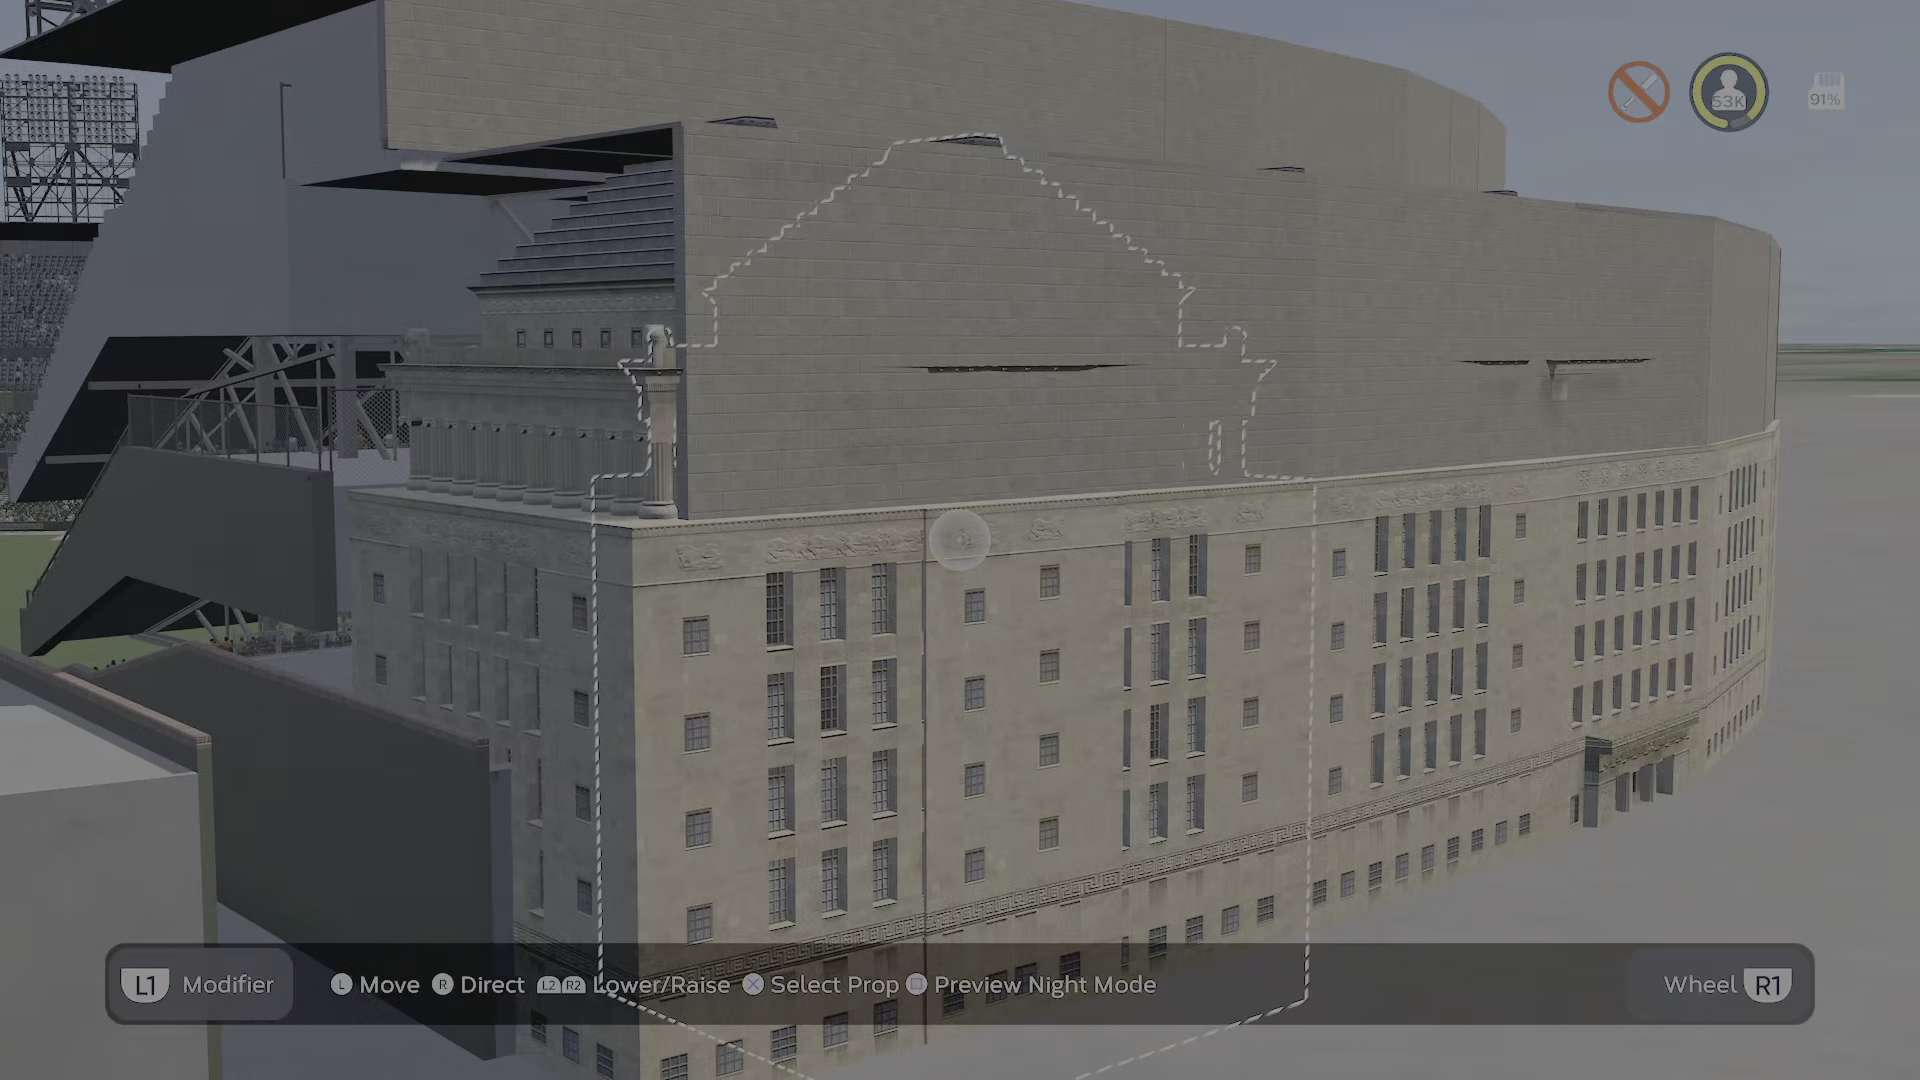 53K
91%
L1 Modifier
L Move R Direct L2 R2 Lower/Raise Select Prop Preview Night Mode
Wheel R1